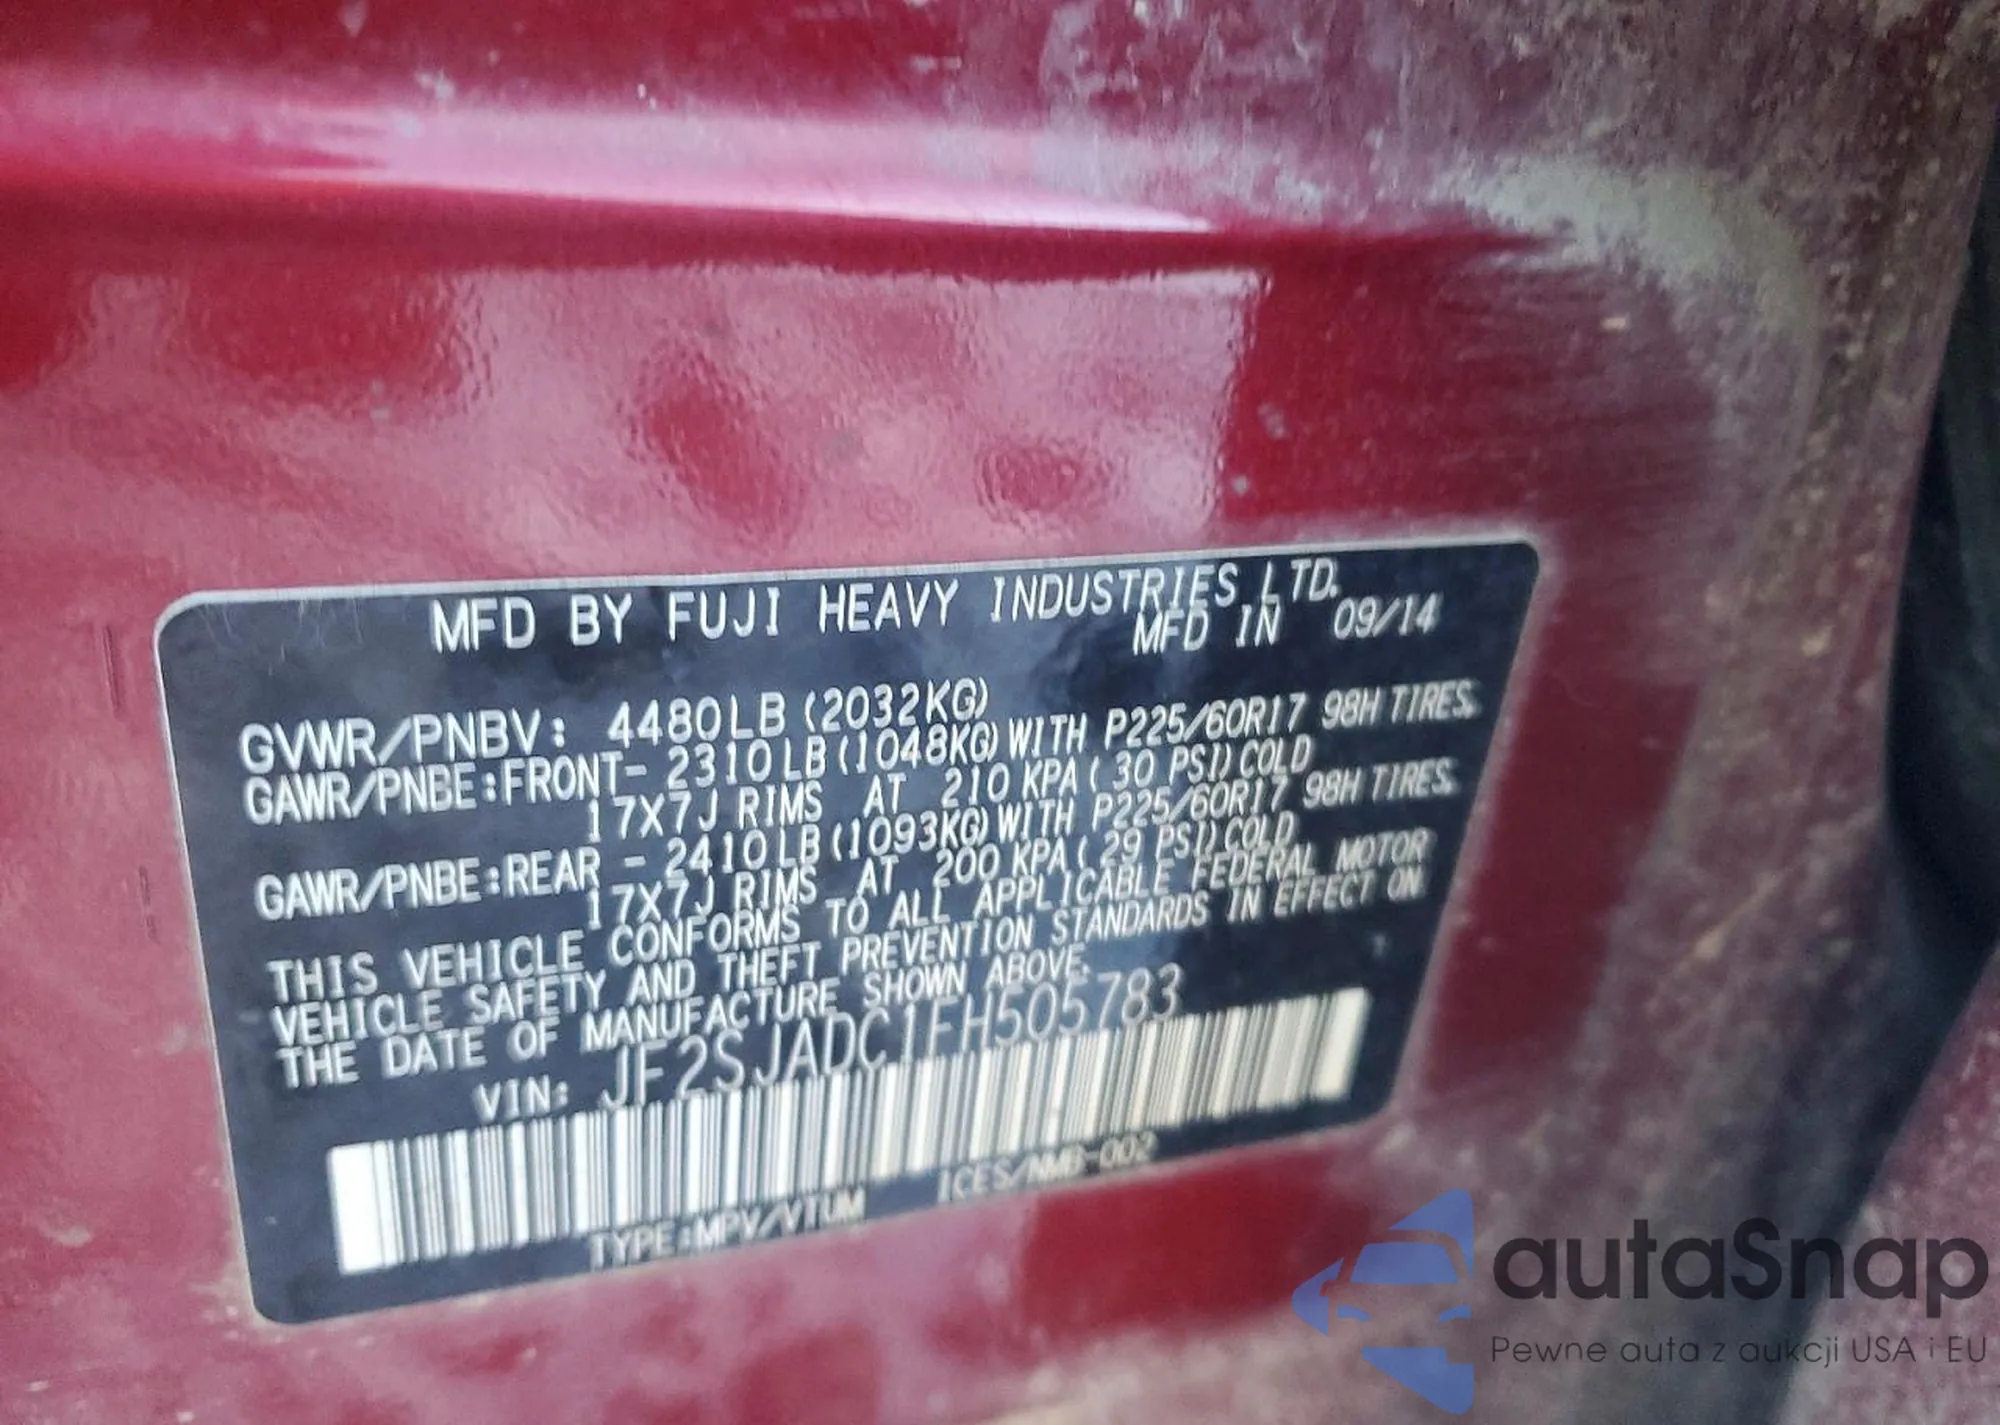 MFD BY FUJI HEAVY INDUSTRIES LTD.
MFD IN 09/14
GVWR/PNBV: 4480LB (2032KG)
GAWR/PNBE:FRONT- 2310LB (1048KG) WITH P225/60R17 98H TIRES.
17X7J RIMS AT 210 KPA ( 30 PSI) COLD
GAWR/PNBE:REAR - 2410LB (1093KG) WITH P225/60R17 98H TIRES.
17X7J RIMS AT 200 KPA ( 29 PSI) COLD
THIS VEHICLE CONFORMS TO ALL APPLICABLE FEDERAL MOTOR
VEHICLE SAFETY AND THEFT PREVENTION STANDARDS IN EFFECT ON
THE DATE OF MANUFACTURE SHOWN ABOVE.
VIN: JF2SJADC1FH505783
TYPE:MPV/VTUM ICES/NMB-002
autaSnap
Pewne auta z aukcji USA i EU